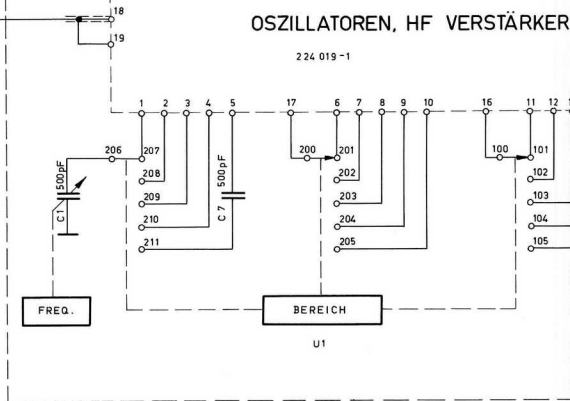 18
OSZILLATOREN, HF VERSTÄRKER
19
224 019-1
1 2 3 4 5 17 6 7 8 9 10 16 11 12
206 207 200 201 100 101
208 202 102
500pF
C1
209 203 103
500pF
C7
210 204 104
211 205 105
FREQ. BEREICH
U1